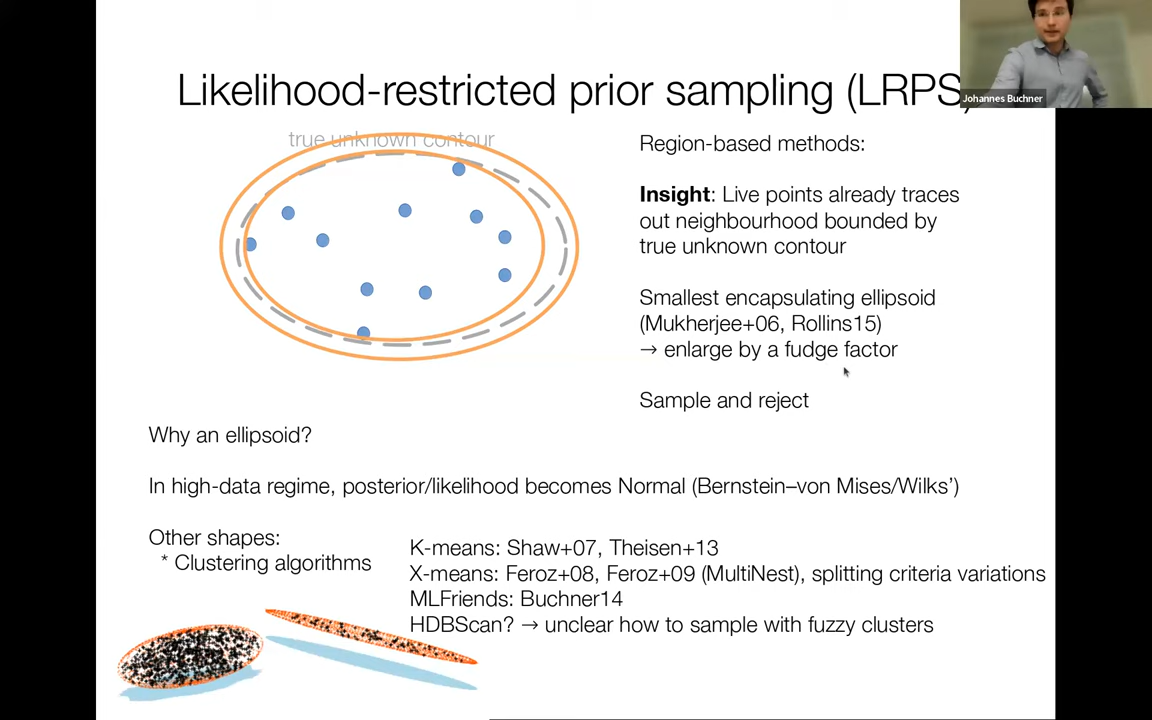 Likelihood-restricted prior sampling (LRPS)
Johannes Buchner
true unknown contour
Region-based methods:
Insight: Live points already traces
out neighbourhood bounded by
true unknown contour
Smallest encapsulating ellipsoid
(Mukherjee+06, Rollins15)
→ enlarge by a fudge factor
Sample and reject
Why an ellipsoid?
In high-data regime, posterior/likelihood becomes Normal (Bernstein–von Mises/Wilks’)
Other shapes:
* Clustering algorithms
K-means: Shaw+07, Theisen+13
X-means: Feroz+08, Feroz+09 (MultiNest), splitting criteria variations
MLFriends: Buchner14
HDBScan? → unclear how to sample with fuzzy clusters